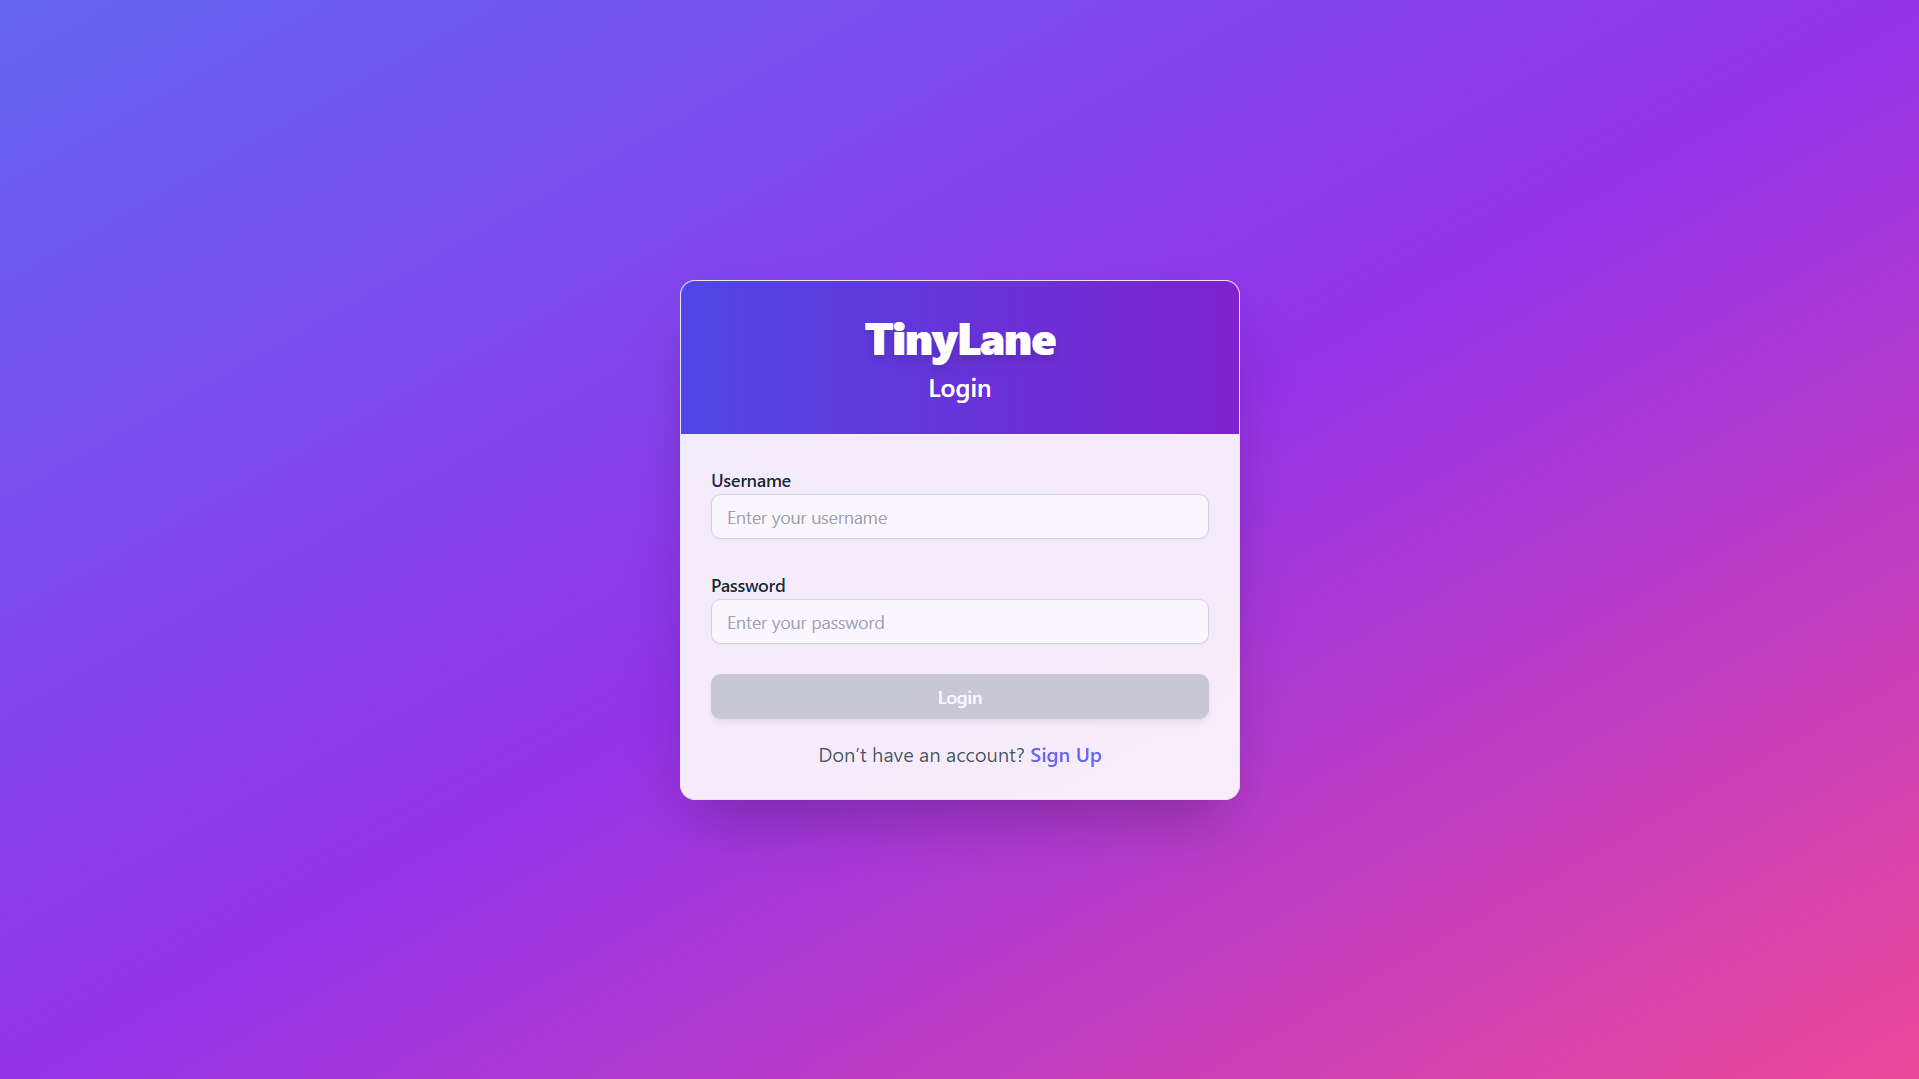 TinyLane
Login
Username
Enter your username
Password
Enter your password
Login
Don’t have an account? Sign Up